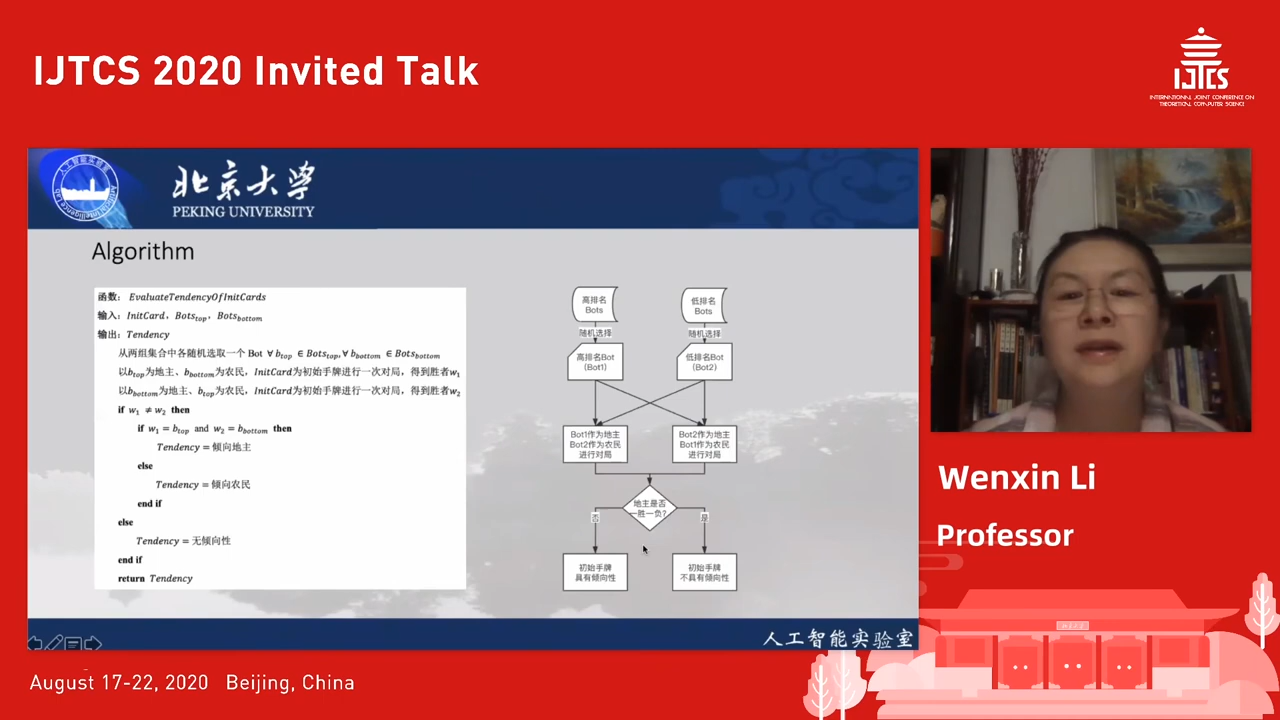 IJTCS 2020 Invited Talk
IJTCS
INTERNATIONAL JOINT CONFERENCE ON
THEORETICAL COMPUTER SCIENCE
人工智能实验室
Artificial Intelligence Lab
北京大学
PEKING UNIVERSITY
Algorithm
函数： EvaluateTendencyOfInitCards
输入： InitCard、Bots_top、Bots_bottom
输出：Tendency
从两组集合中各随机选取一个 Bot ∀ b_top ∈ Bots_top, ∀ b_bottom ∈ Bots_bottom
以b_top为地主、b_bottom为农民，InitCard为初始手牌进行一次对局，得到胜者w_1
以b_bottom为地主、b_top为农民，InitCard为初始手牌进行一次对局，得到胜者w_2
if w_1 ≠ w_2 then
if w_1 = b_top and w_2 = b_bottom then
Tendency = 倾向地主
else
Tendency = 倾向农民
end if
else
Tendency = 无倾向性
end if
return Tendency
高排名
Bots
低排名
Bots
随机选择
随机选择
高排名Bot
(Bot1)
低排名Bot
(Bot2)
Bot1作为地主
Bot2作为农民
进行对局
Bot2作为地主
Bot1作为农民
进行对局
地主是否
一胜一负?
否
是
初始手牌
具有倾向性
初始手牌
不具有倾向性
人工智能实验室
Wenxin Li
Professor
August 17-22, 2020 Beijing, China